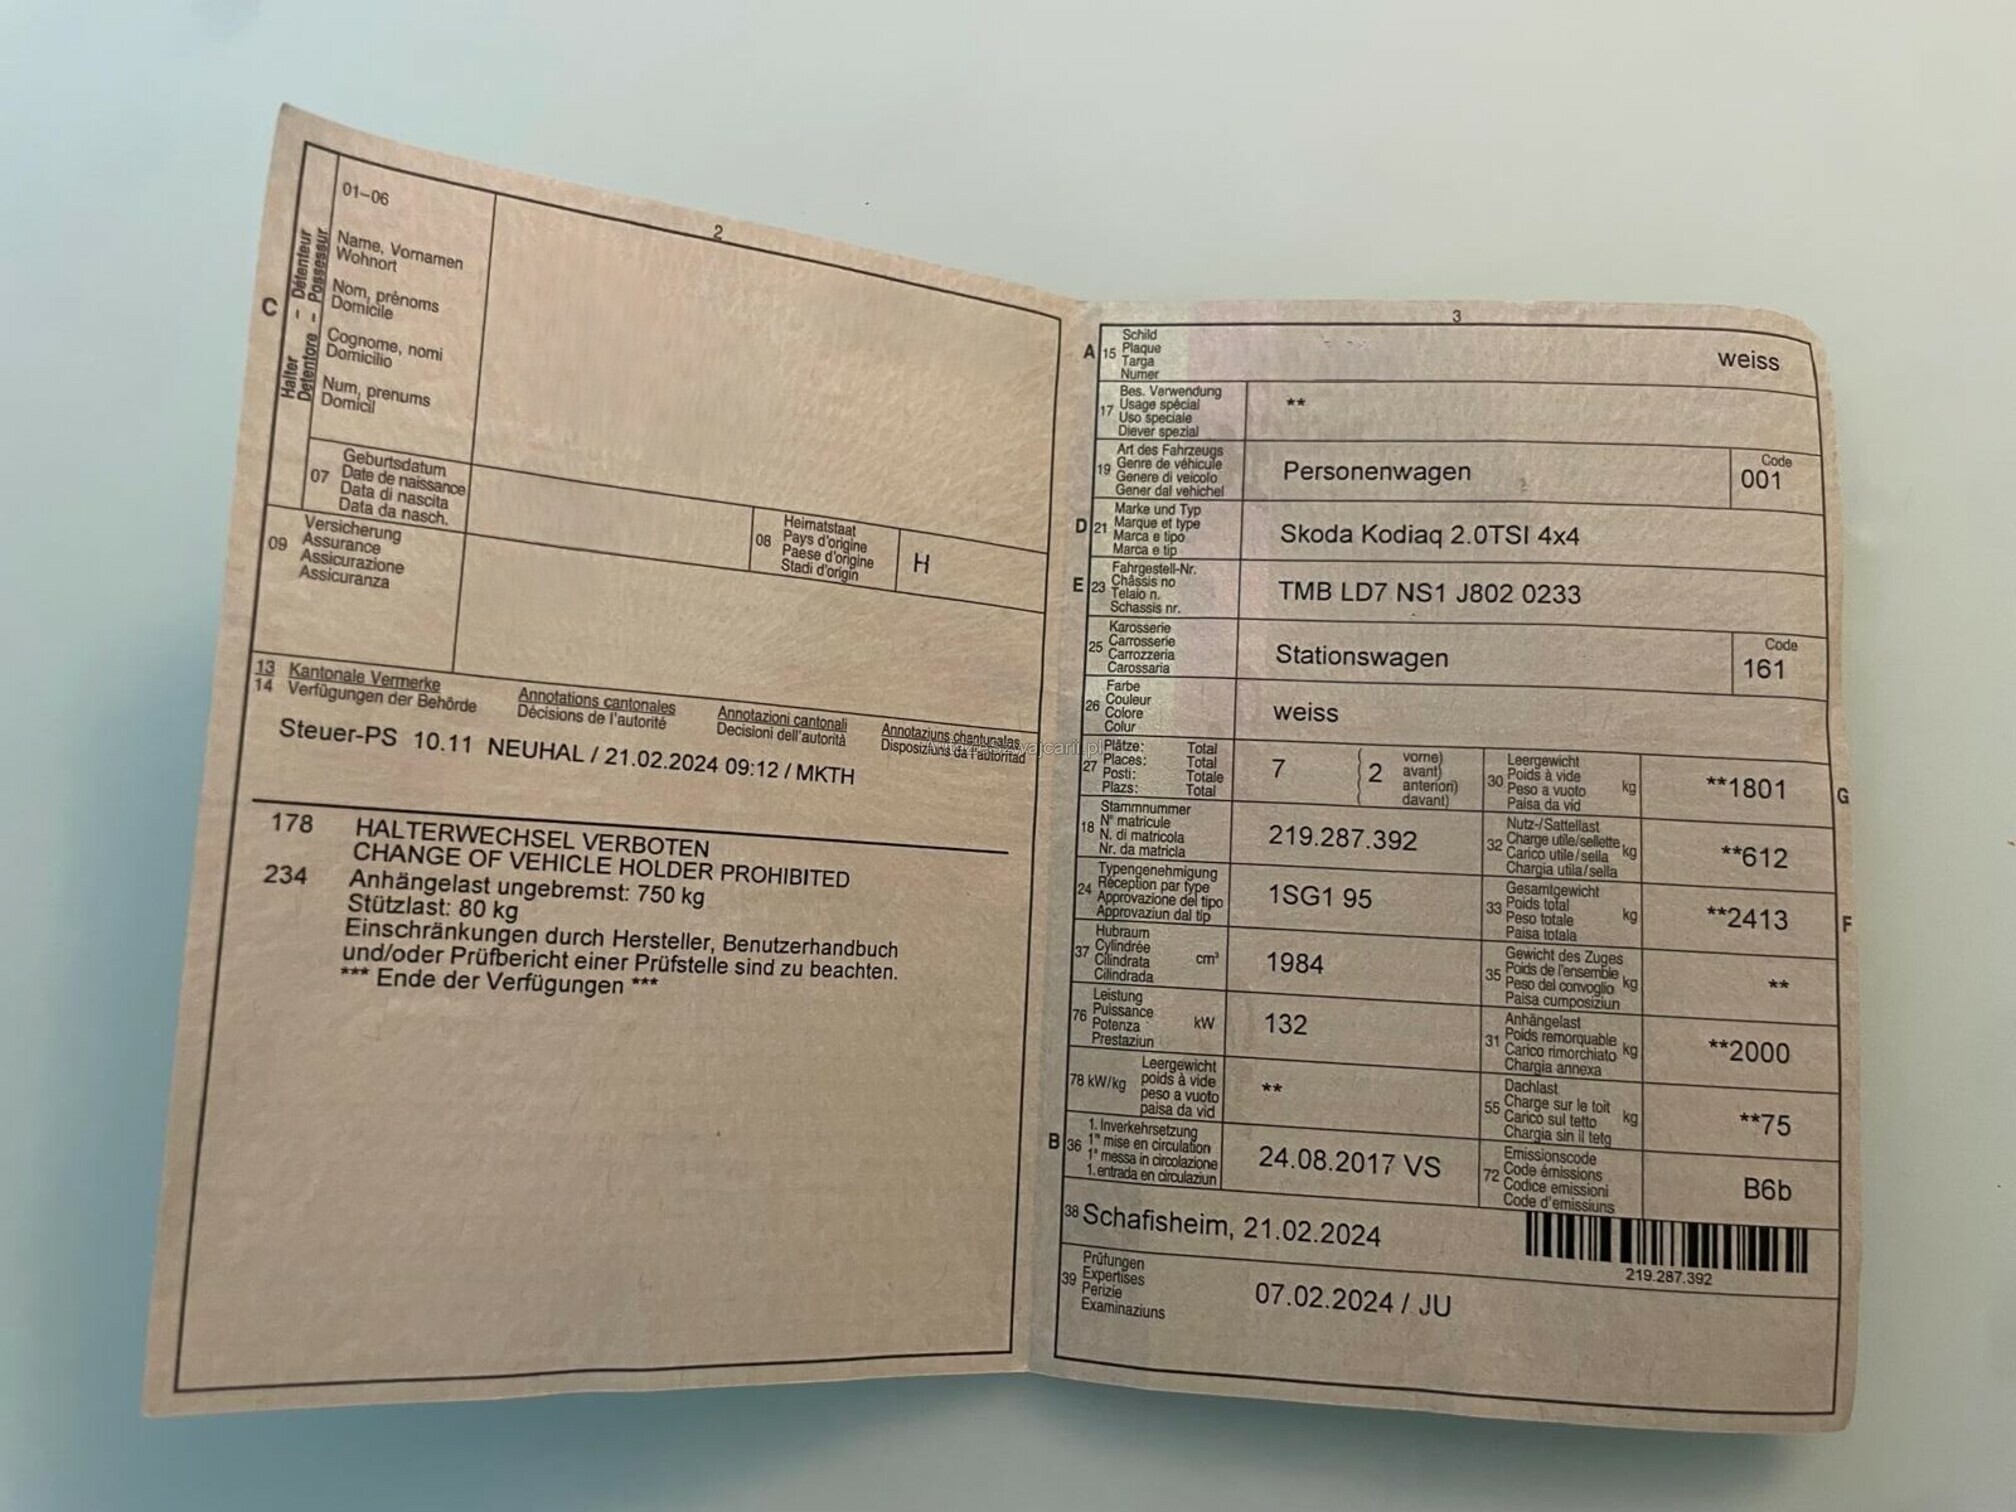 2
C
Halter – Détenteur
Detentore – Possessur
01–06
Name, Vornamen
Wohnort
Nom, prénoms
Domicile
Cognome, nomi
Domicilio
Num, prenums
Domicil
07
Geburtsdatum
Date de naissance
Data di nascita
Data da nasch.
08
Heimatstaat
Pays d'origine
Paese d'origine
Stadi d'origin
H
09
Versicherung
Assurance
Assicurazione
Assicuranza
13 Kantonale Vermerke Annotations cantonales Annotazioni cantonali Annotaziuns chantunalas
14 Verfügungen der Behörde Décisions de l'autorité Decisioni dell'autorità Disposiziuns da l'autoritad
Steuer-PS 10.11 NEUHAL / 21.02.2024 09:12 / MKTH
178 HALTERWECHSEL VERBOTEN
CHANGE OF VEHICLE HOLDER PROHIBITED
234 Anhängelast ungebremst: 750 kg
Stützlast: 80 kg
Einschränkungen durch Hersteller, Benutzerhandbuch
und/oder Prüfbericht einer Prüfstelle sind zu beachten.
*** Ende der Verfügungen ***
3
A 15
Schild
Plaque
Targa
Numer
weiss
17
Bes. Verwendung
Usage spécial
Uso speciale
Diever spezial
**
19
Art des Fahrzeugs
Genre de véhicule
Genere di veicolo
Gener dal vehichel
Personenwagen
Code
001
D 21
Marke und Typ
Marque et type
Marca e tipo
Marca e tip
Skoda Kodiaq 2.0TSI 4x4
E 23
Fahrgestell-Nr.
Châssis no
Telaio n.
Schassis nr.
TMB LD7 NS1 J802 0233
25
Karosserie
Carrosserie
Carrozzeria
Carossaria
Stationswagen
Code
161
26
Farbe
Couleur
Colore
Colur
weiss
27
Plätze: Total
Places: Total
Posti: Totale
Plazs: Total
7
2
vorne)
avant)
anteriori)
davant)
30
Leergewicht
Poids à vide
Peso a vuoto
Paisa da vid
kg
**1801
G
18
Stammnummer
N° matricule
N. di matricola
Nr. da matricla
219.287.392
32
Nutz-/Sattellast
Charge utile/sellette
Carico utile/sella
Chargia utila/sella
kg
**612
24
Typengenehmigung
Réception par type
Approvazione del tipo
Approvaziun dal tip
1SG1 95
33
Gesamtgewicht
Poids total
Peso totale
Paisa totala
kg
**2413
F
37
Hubraum
Cylindrée
Cilindrata
Cilindrada
cm³
1984
35
Gewicht des Zuges
Poids de l'ensemble
Peso del convoglio
Paisa cumposiziun
kg
**
76
Leistung
Puissance
Potenza
Prestaziun
kW
132
31
Anhängelast
Poids remorquable
Carico rimorchiato
Chargia annexa
kg
**2000
78 kW/kg
Leergewicht
poids à vide
peso a vuoto
paisa da vid
**
55
Dachlast
Charge sur le toit
Carico sul tetto
Chargia sin il tetg
kg
**75
B 36
1. Inverkehrsetzung
1re mise en circulation
1a messa in circolazione
1. entrada en circulaziun
24.08.2017 VS
72
Emissionscode
Code émissions
Codice emissioni
Code d'emissiuns
B6b
38 Schafisheim, 21.02.2024
219.287.392
39
Prüfungen
Expertises
Perizie
Examinaziuns
07.02.2024 / JU